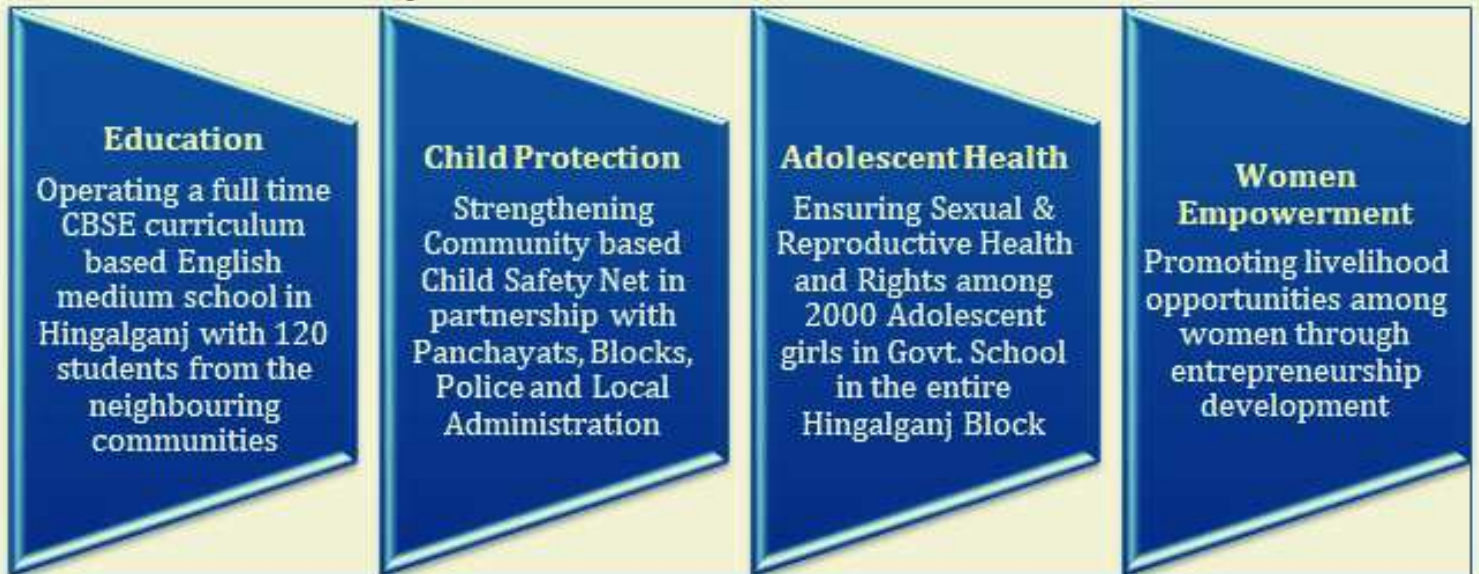 Education
Operating a full time
CBSE curriculum
based English
medium school in
Hingalganj with 120
students from the
neighbouring
communities
Child Protection
Strengthening
Community based
Child Safety Net in
partnership with
Panchayats, Blocks,
Police and Local
Administration
Adolescent Health
Ensuring Sexual &
Reproductive Health
and Rights among
2000 Adolescent
girls in Govt. School
in the entire
Hingalganj Block
Women
Empowerment
Promoting livelihood
opportunities among
women through
entrepreneurship
development